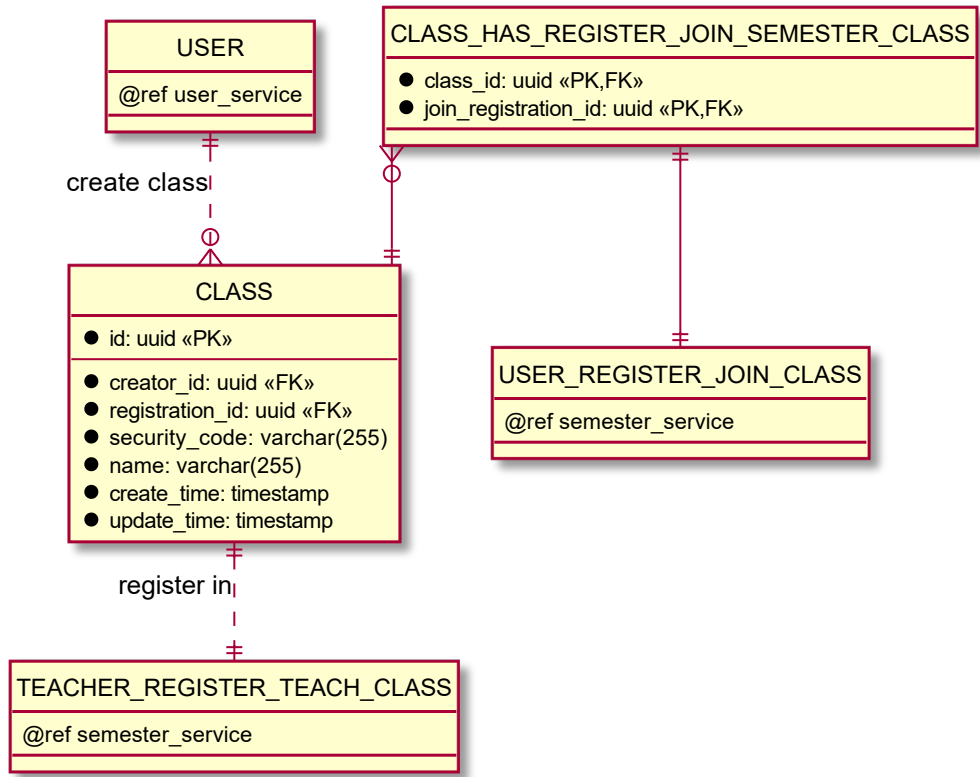 USER
@ref user_service
CLASS_HAS_REGISTER_JOIN_SEMESTER_CLASS
class_id: uuid «PK,FK»
join_registration_id: uuid «PK,FK»
create class
CLASS
id: uuid «PK»
creator_id: uuid «FK»
registration_id: uuid «FK»
security_code: varchar(255)
name: varchar(255)
create_time: timestamp
update_time: timestamp
USER_REGISTER_JOIN_CLASS
@ref semester_service
register in
TEACHER_REGISTER_TEACH_CLASS
@ref semester_service